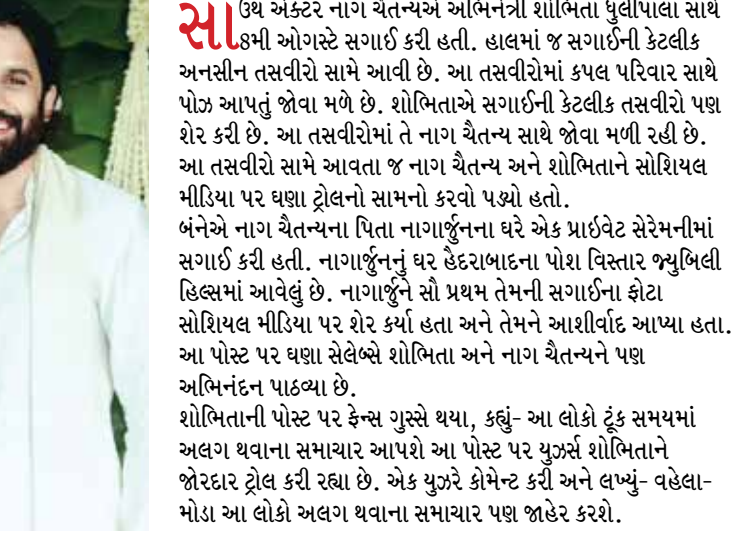 સાઉથ એક્ટર નાગ ચૈતન્યએ અભિનેત્રી શોભિતા ધુલીપાલા સાથે
8મી ઓગસ્ટે સગાઈ કરી હતી. હાલમાં જ સગાઈની કેટલીક
અનસીન તસવીરો સામે આવી છે. આ તસવીરોમાં કપલ પરિવાર સાથે
પોઝ આપતું જોવા મળે છે. શોભિતાએ સગાઈની કેટલીક તસવીરો પણ
શેર કરી છે. આ તસવીરોમાં તે નાગ ચૈતન્ય સાથે જોવા મળી રહી છે.
આ તસવીરો સામે આવતા જ નાગ ચૈતન્ય અને શોભિતાને સોશિયલ
મીડિયા પર ઘણા ટ્રોલનો સામનો કરવો પડ્યો હતો.
બંનેએ નાગ ચૈતન્યના પિતા નાગાર્જુનના ઘરે એક પ્રાઇવેટ સેરેમનીમાં
સગાઈ કરી હતી. નાગાર્જુનનું ઘર હૈદરાબાદના પોશ વિસ્તાર જ્યુબિલી
હિલ્સમાં આવેલું છે. નાગાર્જુને સૌ પ્રથમ તેમની સગાઈના ફોટા
સોશિયલ મીડિયા પર શેર કર્યા હતા અને તેમને આશીર્વાદ આપ્યા હતા.
આ પોસ્ટ પર ઘણા સેલેબ્સે શોભિતા અને નાગ ચૈતન્યને પણ
અભિનંદન પાઠવ્યા છે.
શોભિતાની પોસ્ટ પર ફેન્સ ગુસ્સે થયા, કહ્યું- આ લોકો ટૂંક સમયમાં
અલગ થવાના સમાચાર આપશે આ પોસ્ટ પર યુઝર્સ શોભિતાને
જોરદાર ટ્રોલ કરી રહ્યા છે. એક યુઝરે કોમેન્ટ કરી અને લખ્યું- વહેલા-
મોડા આ લોકો અલગ થવાના સમાચાર પણ જાહેર કરશે.